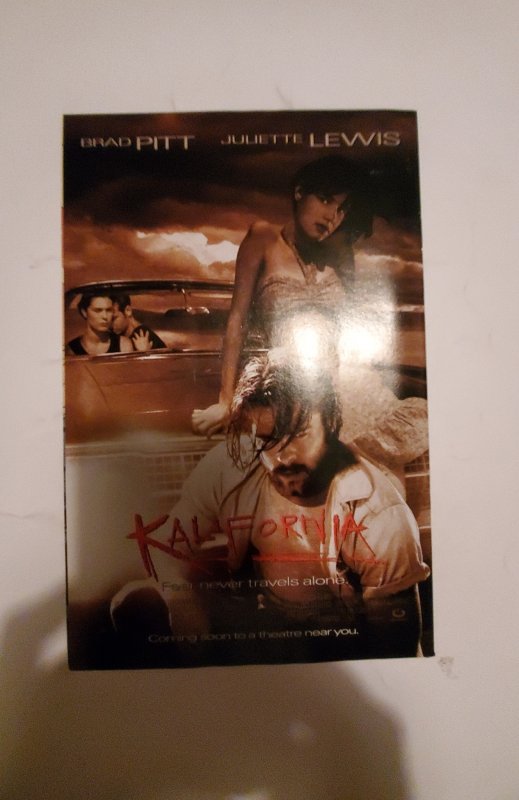 BRAD PITT JULIETTE LEWIS
KALIFORNIA
Fear never travels alone.
Coming soon to a theatre near you.